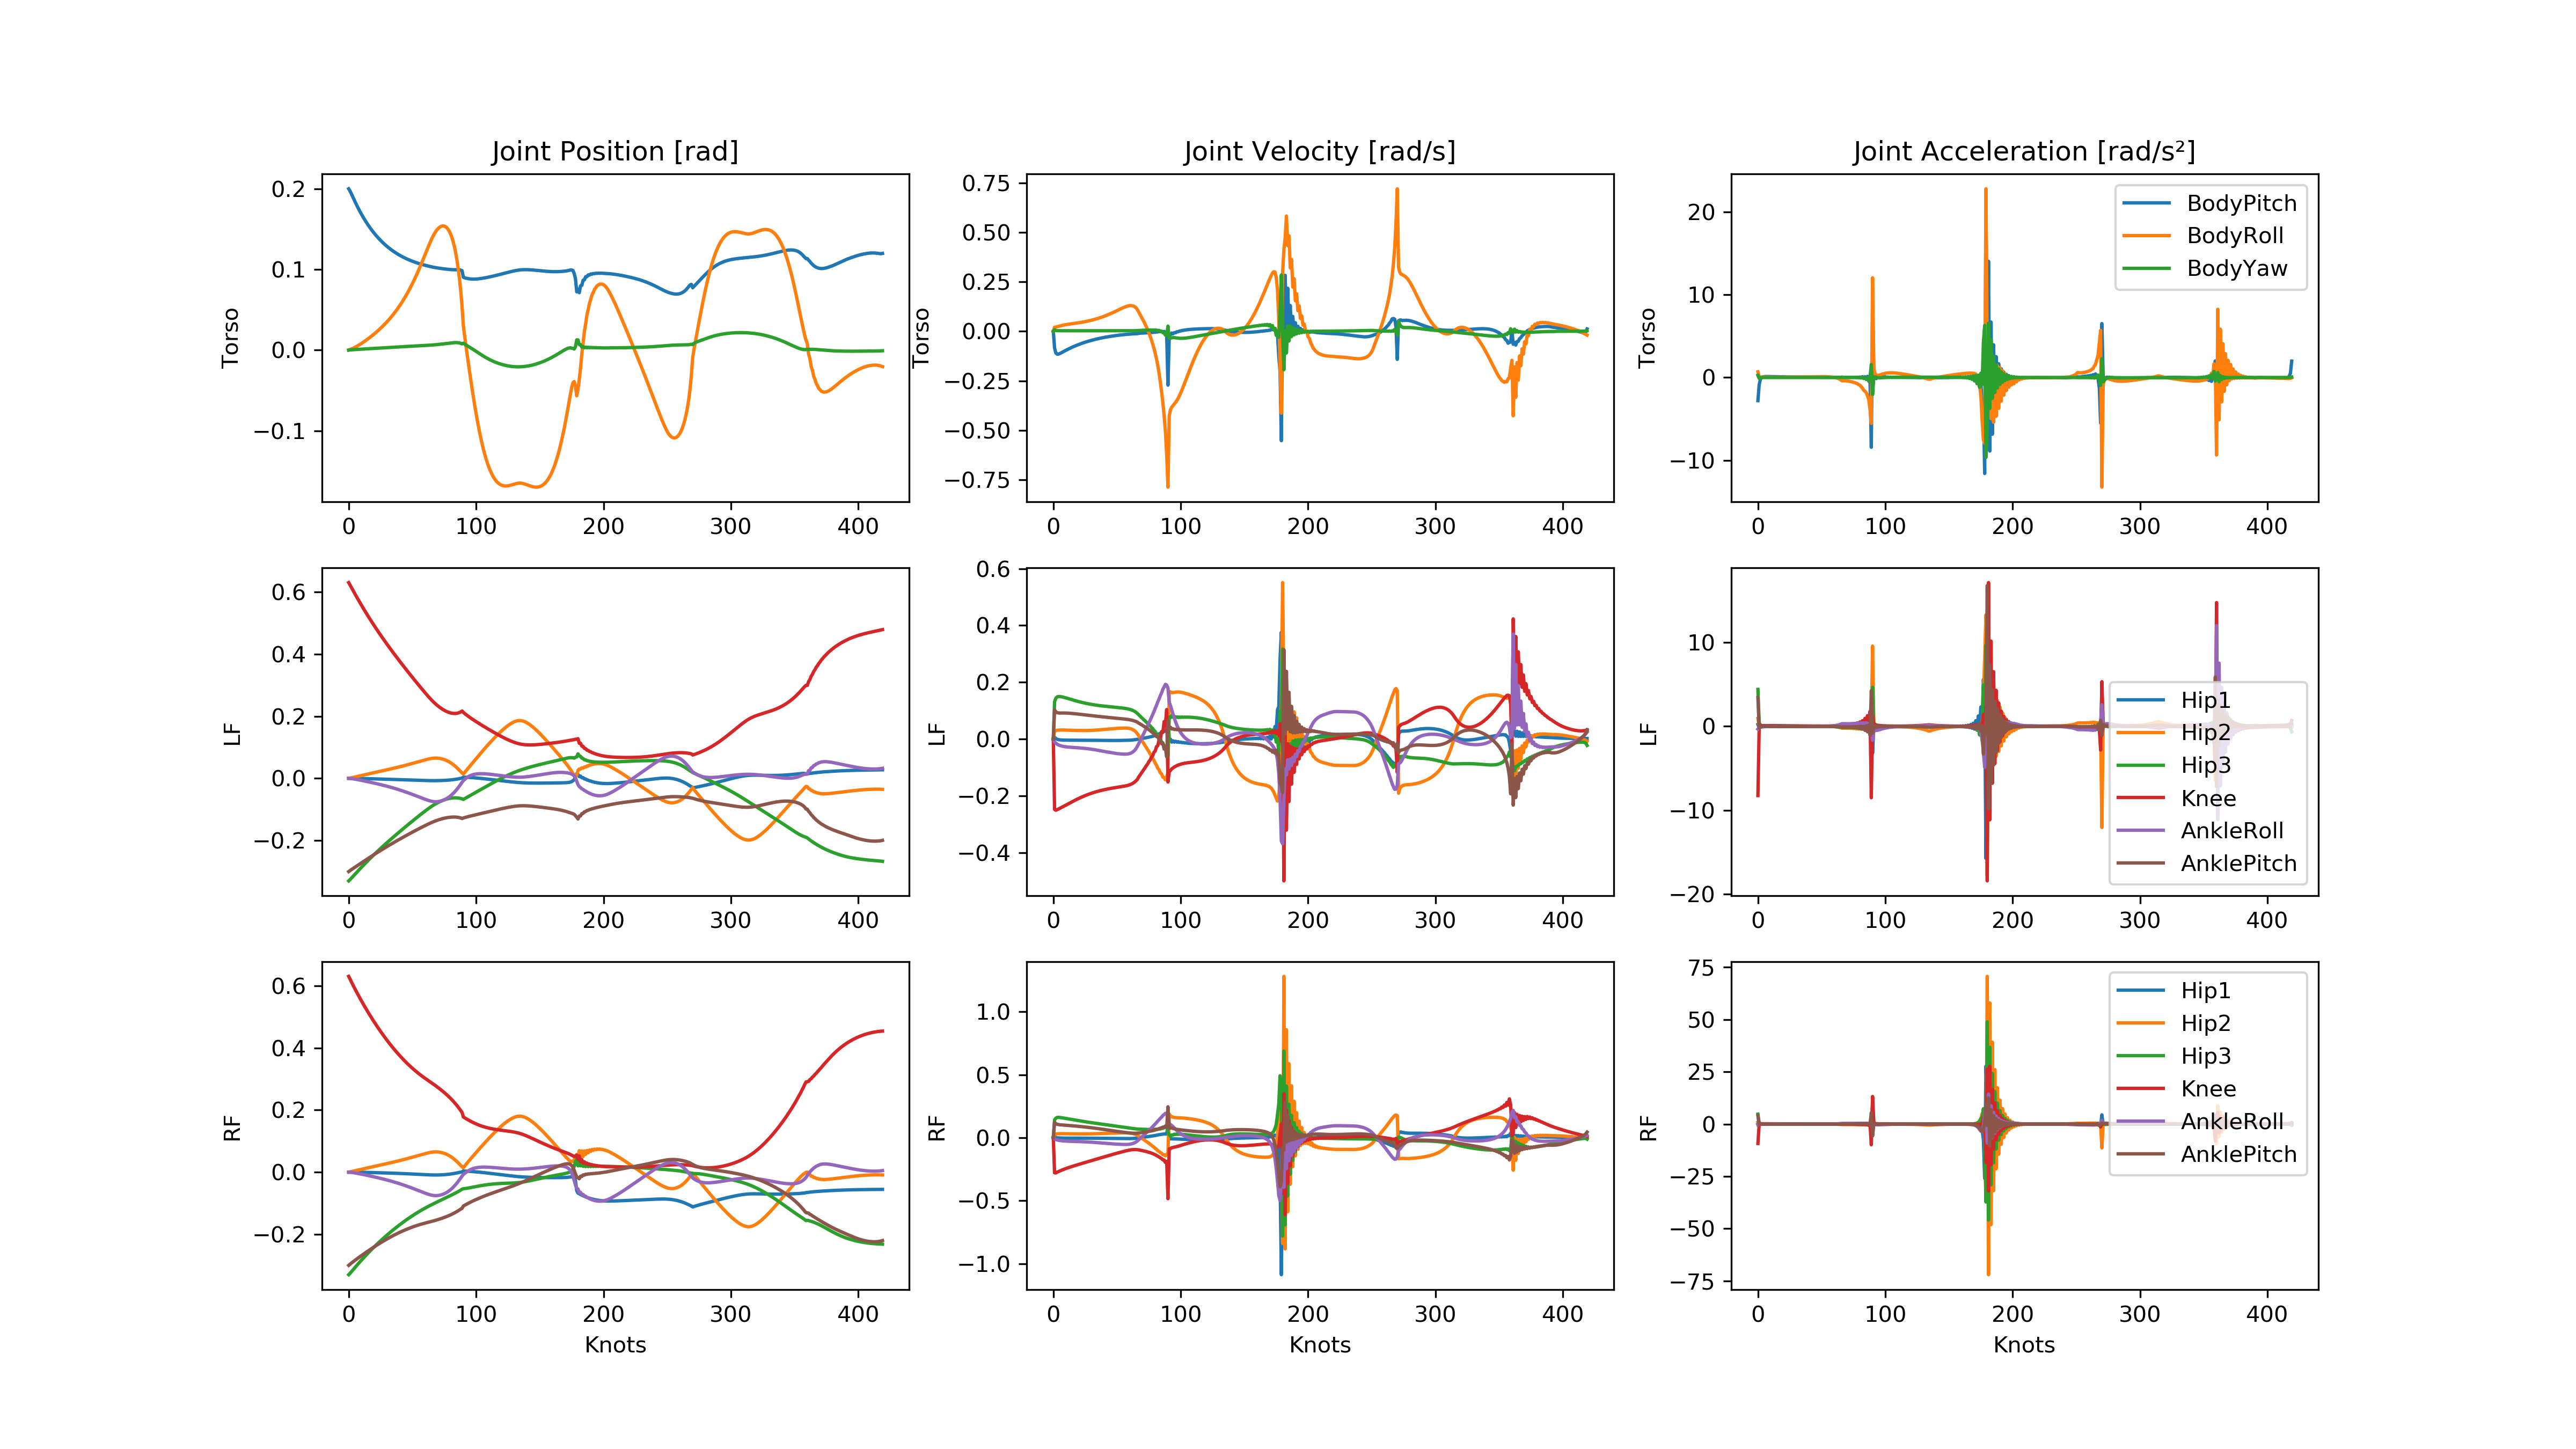 Joint Position [rad]
Joint Velocity [rad/s]
Joint Acceleration [rad/s²]
Torso
0.2
0.1
0.0
−0.1
0 100 200 300 400
Torso
0.75
0.50
0.25
0.00
−0.25
−0.50
−0.75
0 100 200 300 400
Torso
20
10
0
−10
0 100 200 300 400
BodyPitch
BodyRoll
BodyYaw
LF
0.6
0.4
0.2
0.0
−0.2
0 100 200 300 400
LF
0.6
0.4
0.2
0.0
−0.2
−0.4
0 100 200 300 400
LF
10
0
−10
−20
0 100 200 300 400
Hip1
Hip2
Hip3
Knee
AnkleRoll
AnklePitch
RF
0.6
0.4
0.2
0.0
−0.2
0 100 200 300 400
Knots
RF
1.0
0.5
0.0
−0.5
−1.0
0 100 200 300 400
Knots
RF
75
50
25
0
−25
−50
−75
0 100 200 300 400
Knots
Hip1
Hip2
Hip3
Knee
AnkleRoll
AnklePitch